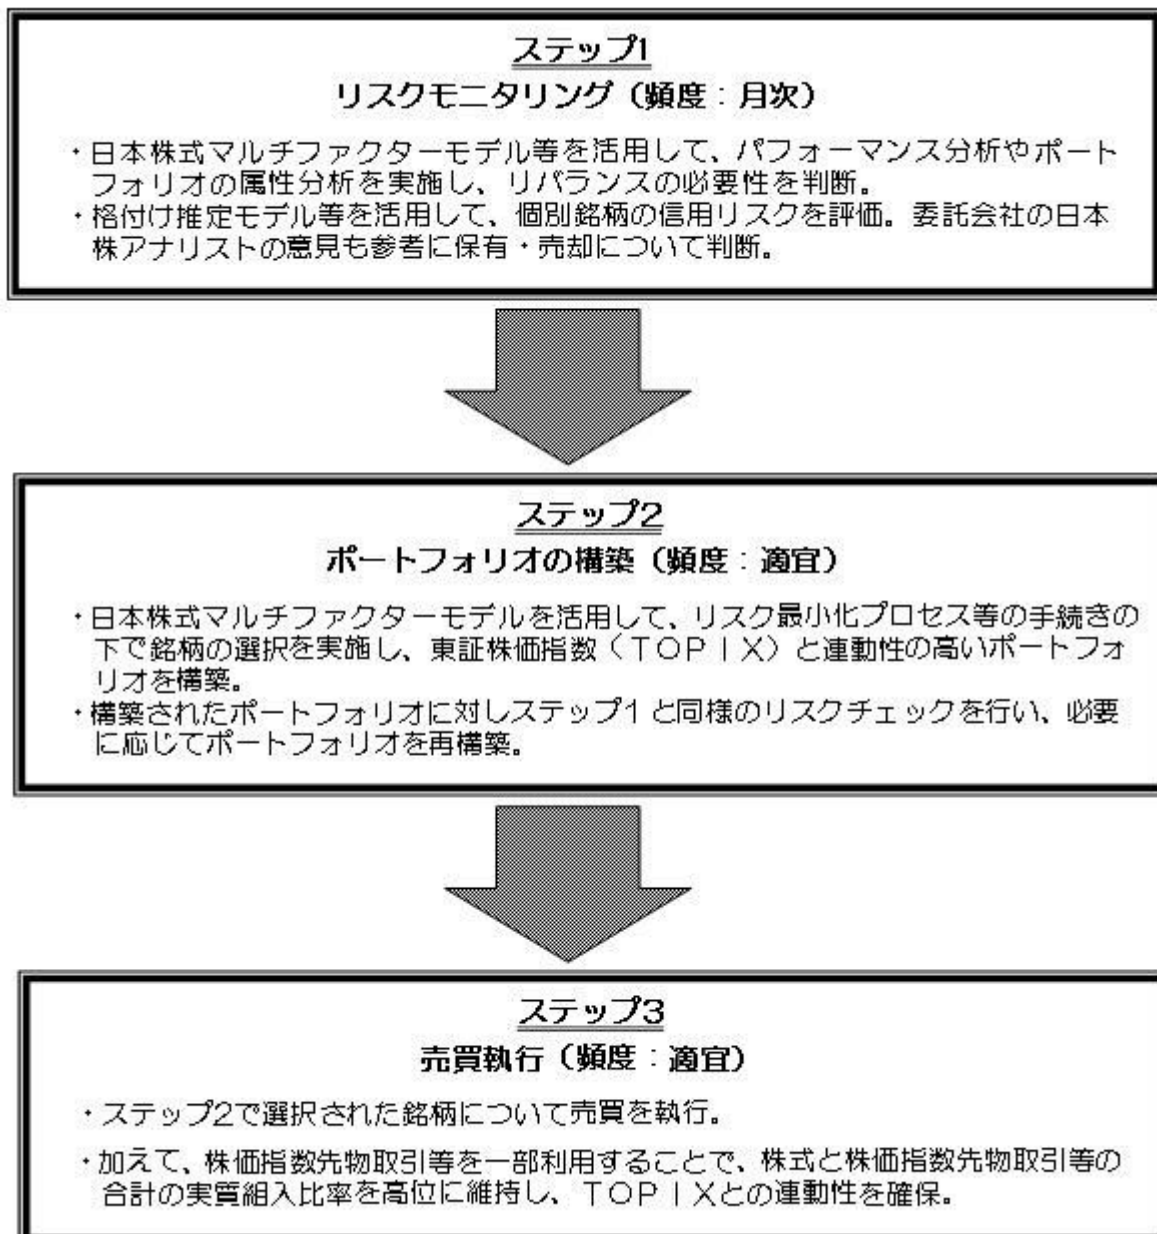 ステップ1
リスクモニタリング（頻度：月次）
・日本株式マルチファクターモデル等を活用して、パフォーマンス分析やポート
フォリオの属性分析を実施し、リバランスの必要性を判断。
・格付け推定モデル等を活用して、個別銘柄の信用リスクを評価。委託会社の日本
株アナリストの意見も参考に保有・売却について判断。
ステップ2
ポートフォリオの構築（頻度：適宜）
・日本株式マルチファクターモデルを活用して、リスク最小化プロセス等の手続きの
下で銘柄の選択を実施し、東証株価指数（ＴＯＰＩＸ）と連動性の高いポートフォ
リオを構築。
・構築されたポートフォリオに対しステップ1と同様のリスクチェックを行い、必要
に応じてポートフォリオを再構築。
ステップ3
売買執行（頻度：適宜）
・ステップ2で選択された銘柄について売買を執行。
・加えて、株価指数先物取引等を一部利用することで、株式と株価指数先物取引等の
合計の実質組入比率を高位に維持し、ＴＯＰＩＸとの連動性を確保。